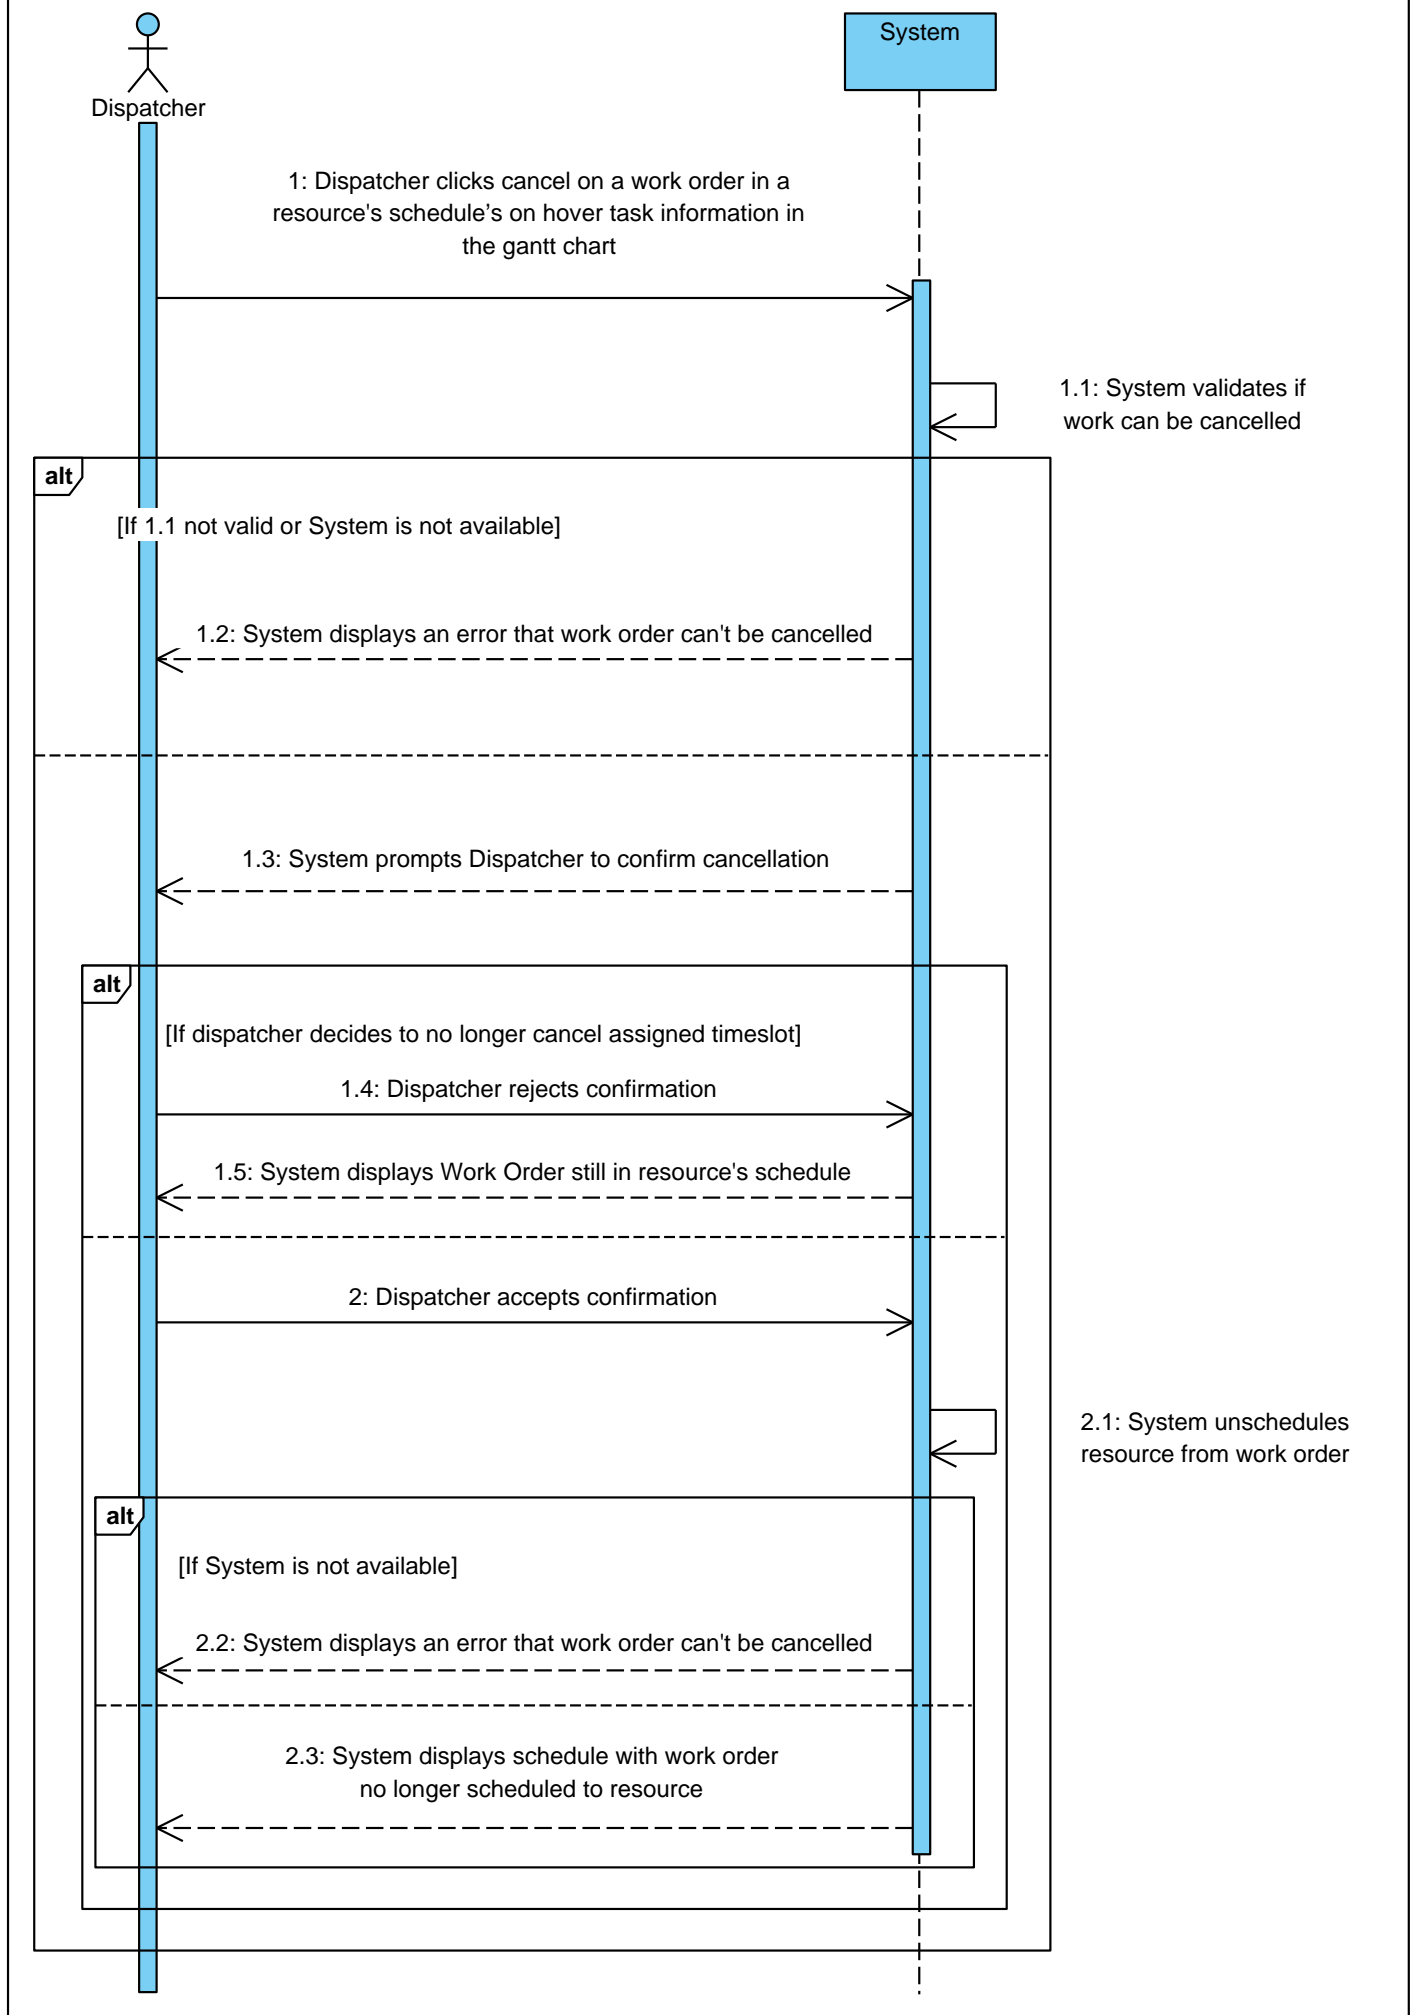 System
Dispatcher
1: Dispatcher clicks cancel on a work order in a
resource's schedule’s on hover task information in
the gantt chart
1.1: System validates if
work can be cancelled
alt
[If 1.1 not valid or System is not available]
1.2: System displays an error that work order can't be cancelled
1.3: System prompts Dispatcher to confirm cancellation
alt
[If dispatcher decides to no longer cancel assigned timeslot]
1.4: Dispatcher rejects confirmation
1.5: System displays Work Order still in resource's schedule
2: Dispatcher accepts confirmation
2.1: System unschedules
resource from work order
alt
[If System is not available]
2.2: System displays an error that work order can't be cancelled
2.3: System displays schedule with work order
no longer scheduled to resource